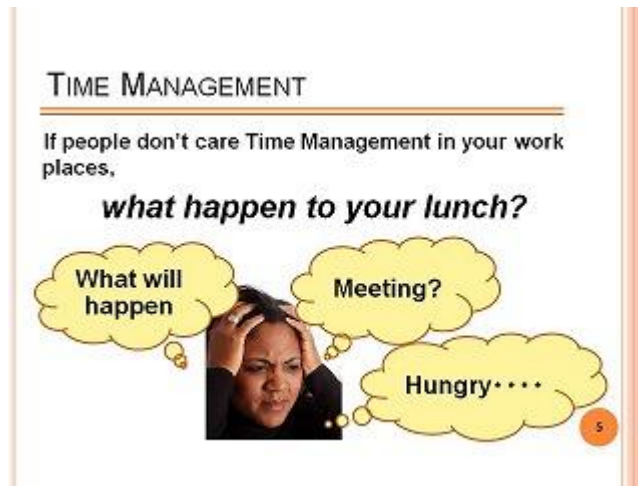 TIME MANAGEMENT
If people don't care Time Management in your work
places,
what happen to your lunch?
What will
happen
Meeting?
Hungry････
5